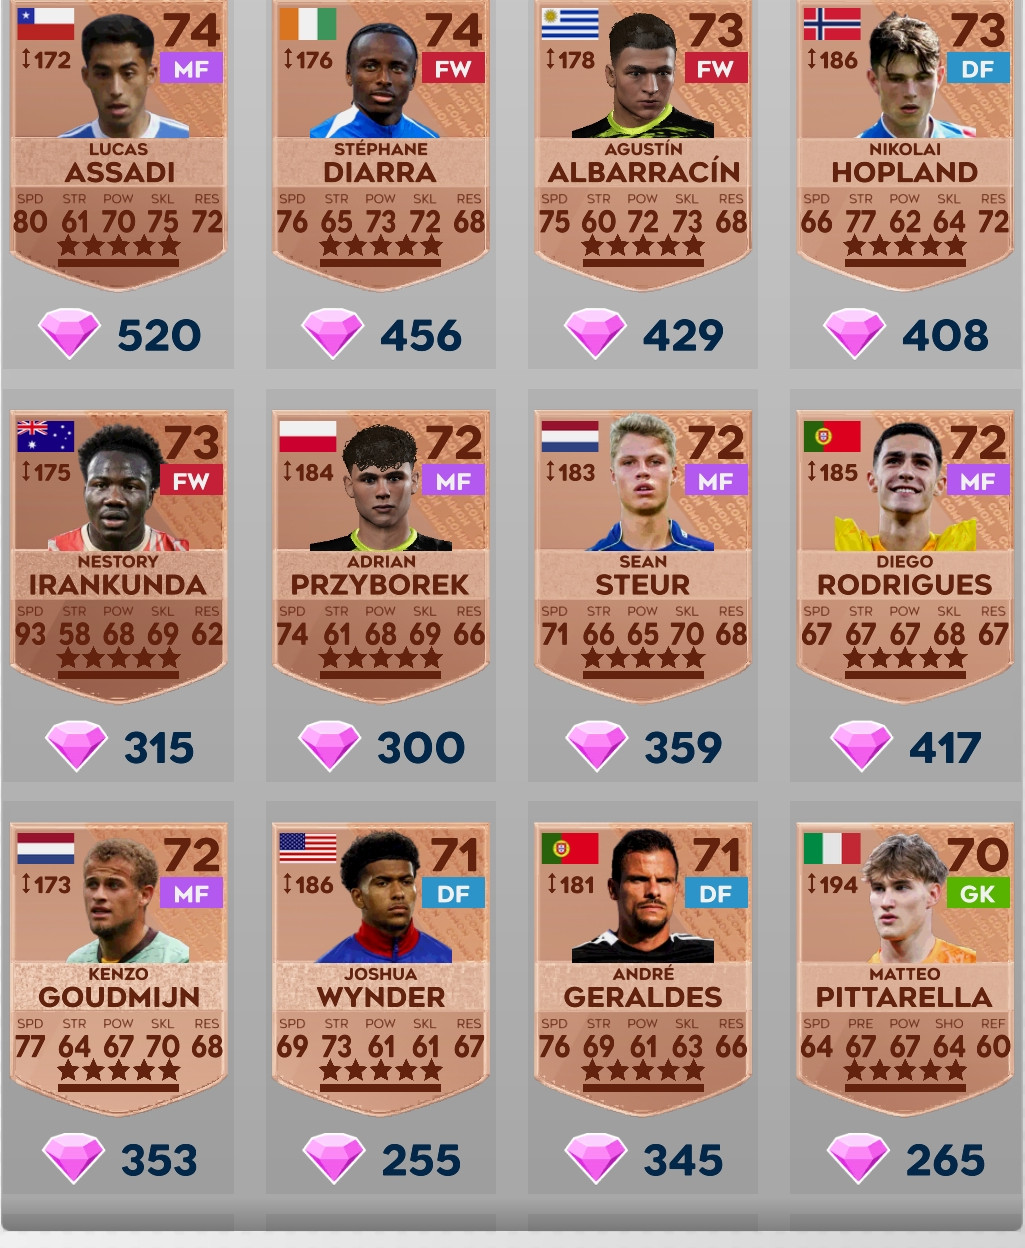 74
↕172
MF
LUCAS
ASSADI
SPD STR POW SKL RES
80 61 70 75 72
520
74
↕176
FW
STÉPHANE
DIARRA
SPD STR POW SKL RES
76 65 73 72 68
456
73
↕178
FW
AGUSTÍN
ALBARRACÍN
SPD STR POW SKL RES
75 60 72 73 68
429
73
↕186
DF
NIKOLAI
HOPLAND
SPD STR POW SKL RES
66 77 62 64 72
408
73
↕175
FW
NESTORY
IRANKUNDA
SPD STR POW SKL RES
93 58 68 69 62
315
72
↕184
MF
ADRIAN
PRZYBOREK
SPD STR POW SKL RES
74 61 68 69 66
300
72
↕183
MF
SEAN
STEUR
SPD STR POW SKL RES
71 66 65 70 68
359
72
↕185
MF
DIEGO
RODRIGUES
SPD STR POW SKL RES
67 67 67 68 67
417
72
↕173
MF
KENZO
GOUDMIJN
SPD STR POW SKL RES
77 64 67 70 68
353
71
↕186
DF
JOSHUA
WYNDER
SPD STR POW SKL RES
69 73 61 61 67
255
71
↕181
DF
ANDRÉ
GERALDES
SPD STR POW SKL RES
76 69 61 63 66
345
70
↕194
GK
MATTEO
PITTARELLA
SPD PRE POW SHO REF
64 67 67 64 60
265